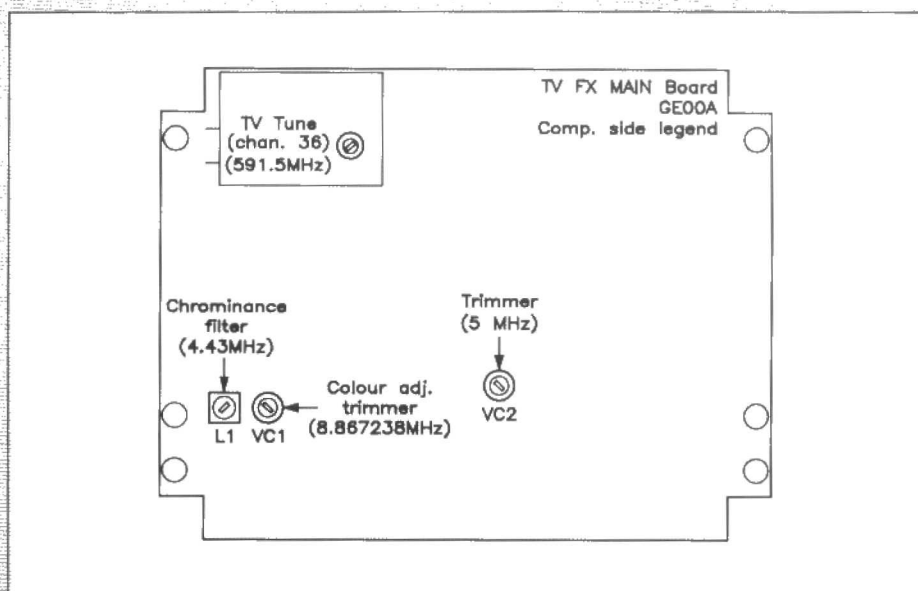 TV FX MAIN Board
GE00A
Comp. side legend
TV Tune
(chan. 36)
(591.5MHz)
Chrominance
filter
(4.43MHz)
L1
VC1
Colour adj.
trimmer
(8.867238MHz)
Trimmer
(5 MHz)
VC2